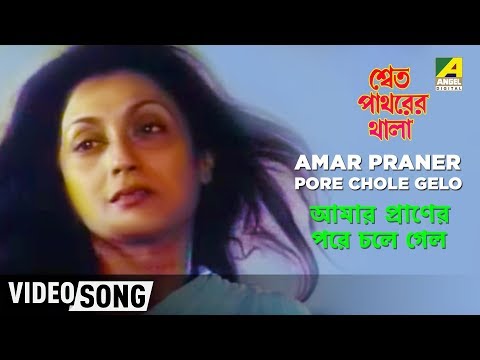 শ্বেত
পাথরের
থালা
A
ANGEL
DIGITAL
AMAR PRANER
PORE CHOLE GELO
আমার প্রাণের
পরে চলে গেল
VIDEO SONG